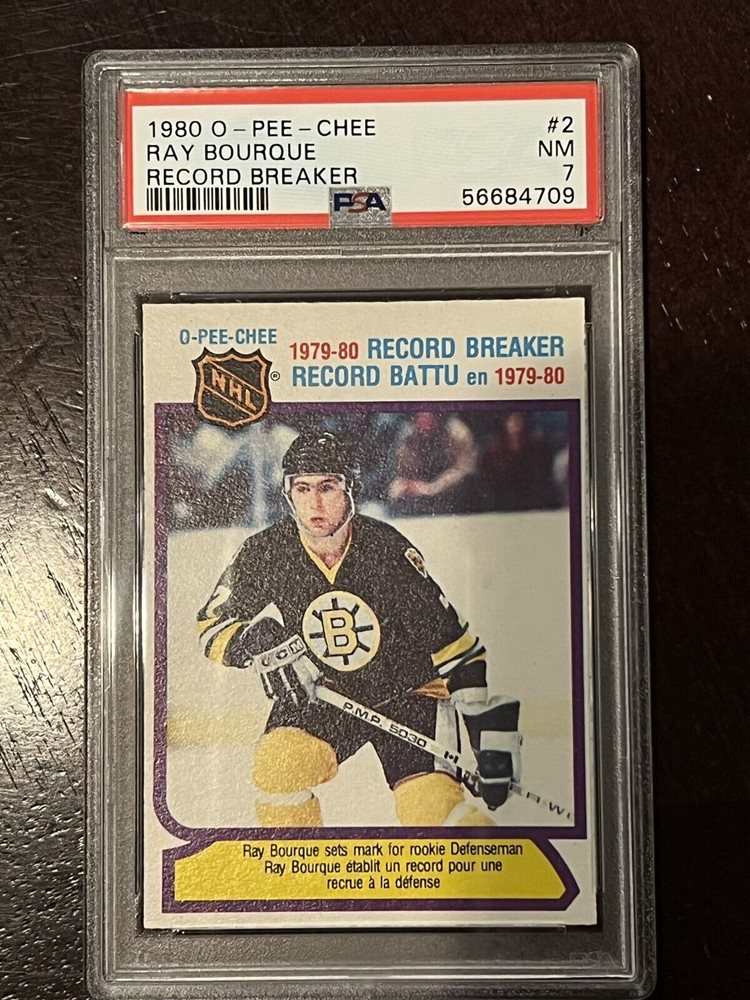 1980 O-PEE-CHEE #2
RAY BOURQUE NM
RECORD BREAKER 7
PSA 56684709
O-PEE-CHEE
NHL ®
1979-80 RECORD BREAKER
RECORD BATTU en 1979-80
7
B
CCM
P.M.P. 5030
Ray Bourque sets mark for rookie Defenseman
Ray Bourque établit un record pour une
recrue à la défense
PSA